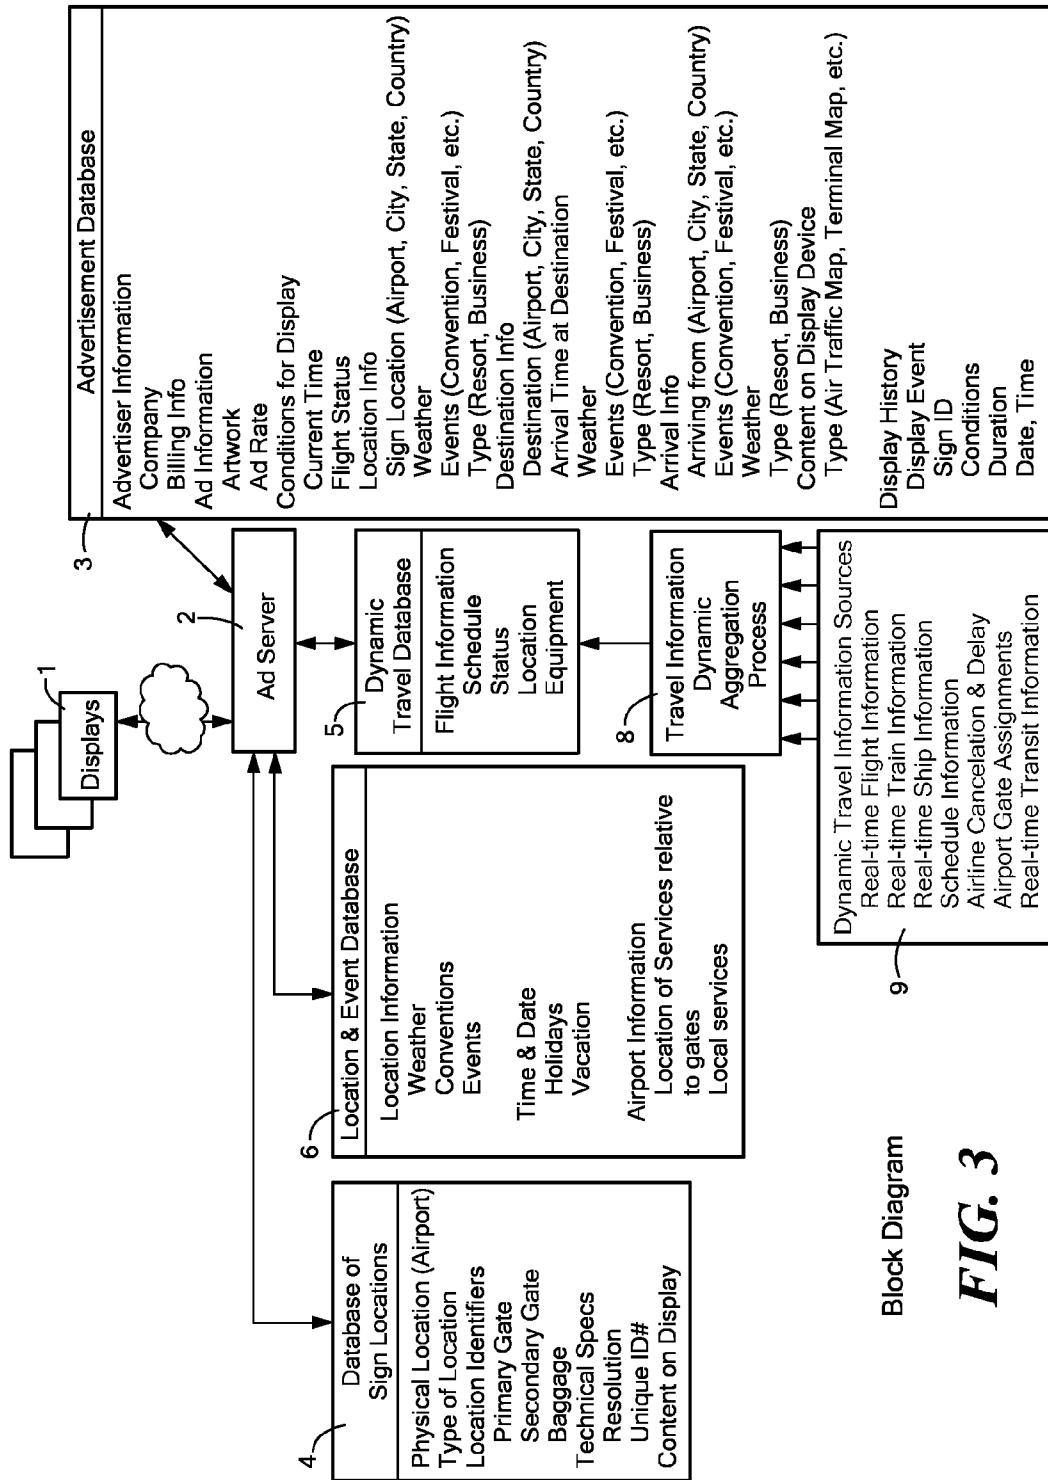 1
Displays
2
Ad Server
3
Advertisement Database
Advertiser Information
Company
Billing Info
Ad Information
Artwork
Ad Rate
Conditions for Display
Current Time
Flight Status
Location Info
Sign Location (Airport, City, State, Country)
Weather
Events (Convention, Festival, etc.)
Type (Resort, Business)
Destination Info
Destination (Airport, City, State, Country)
Arrival Time at Destination
Weather
Events (Convention, Festival, etc.)
Type (Resort, Business)
Arrival Info
Arriving from (Airport, City, State, Country)
Events (Convention, Festival, etc.)
Weather
Type (Resort, Business)
Content on Display Device
Type (Air Traffic Map, Terminal Map, etc.)
Display History
Display Event
Sign ID
Conditions
Duration
Date, Time
4
Database of
Sign Locations
Physical Location (Airport)
Type of Location
Location Identifiers
Primary Gate
Secondary Gate
Baggage
Technical Specs
Resolution
Unique ID#
Content on Display
6
Location & Event Database
Location Information
Weather
Conventions
Events
Time & Date
Holidays
Vacation
Airport Information
Location of Services relative
to gates
Local services
5
Dynamic
Travel Database
Flight Information
Schedule
Status
Location
Equipment
8
Travel Information
Dynamic
Aggregation
Process
9
Dynamic Travel Information Sources
Real-time Flight Information
Real-time Train Information
Real-time Ship Information
Schedule Information
Airline Cancelation & Delay
Airport Gate Assignments
Real-time Transit Information
Block Diagram
FIG. 3